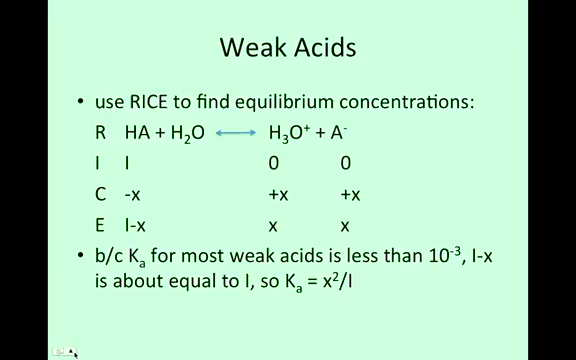 Weak Acids
• use RICE to find equilibrium concentrations:
R HA + H₂O ⟷ H₃O⁺ + A⁻
I I 0 0
C -x +x +x
E I-x x x
• b/c Kₐ for most weak acids is less than 10⁻³, I-x
is about equal to I, so Kₐ = x²/I